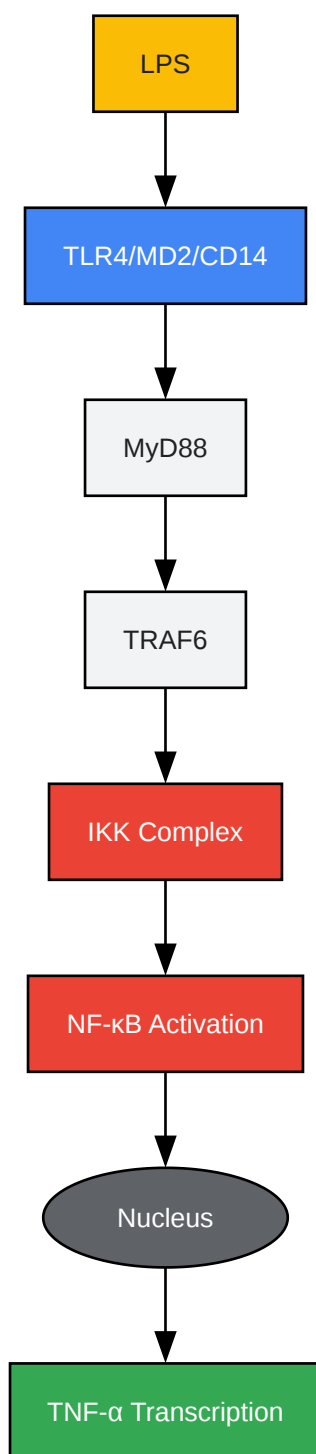 LPS
TLR4/MD2/CD14
MyD88
TRAF6
IKK Complex
NF-κB Activation
Nucleus
TNF-α Transcription